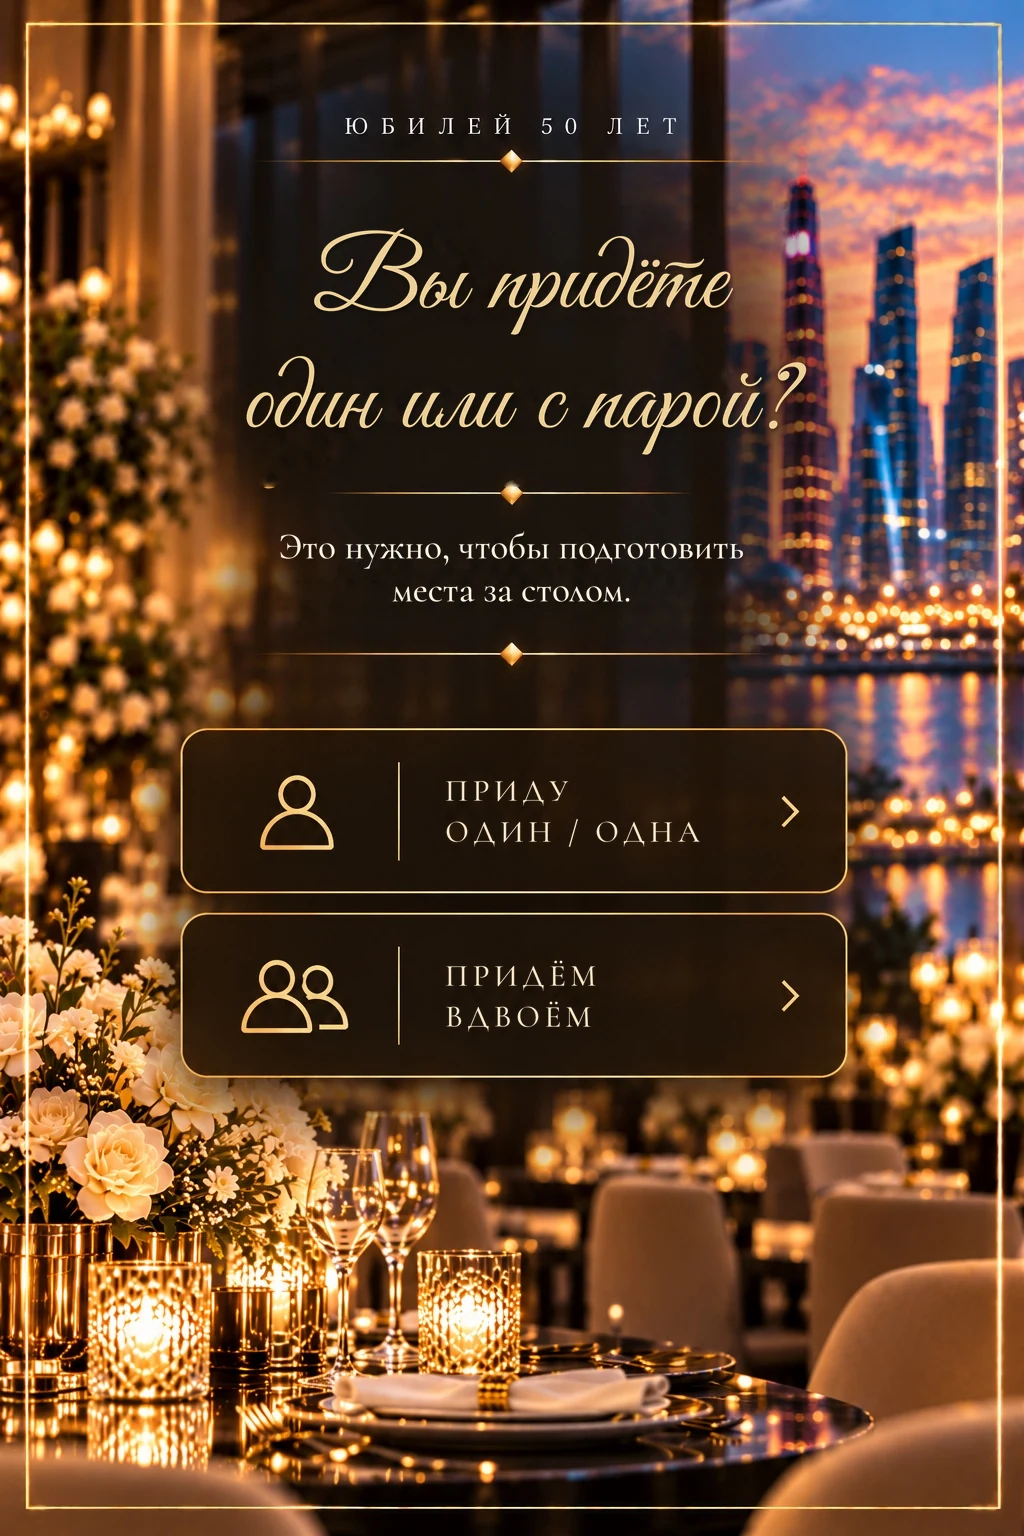 ЮБИЛЕЙ 50 ЛЕТ
Вы придёте
один или с парой?
Это нужно, чтобы подготовить
места за столом.
ПРИДУ
ОДИН / ОДНА
ПРИДЁМ
ВДВОЁМ